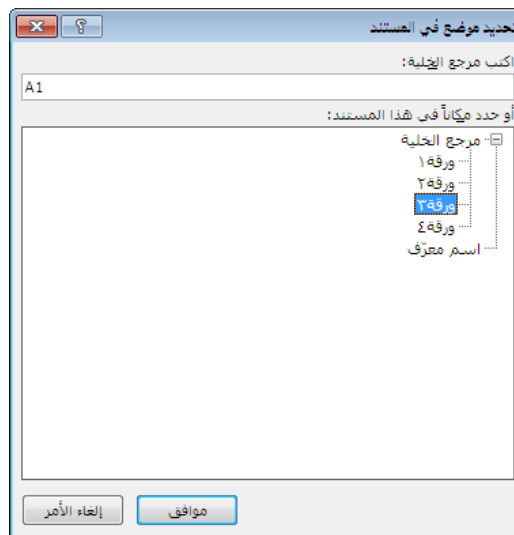 تحديد موضع في المستند
اكتب مرجع الخلية:
A1
أو حدد مكاناً في هذا المستند:
مرجع الخلية
ورقة١
ورقة٢
ورقة٣
ورقة٤
اسم معرّف
موافق
إلغاء الأمر